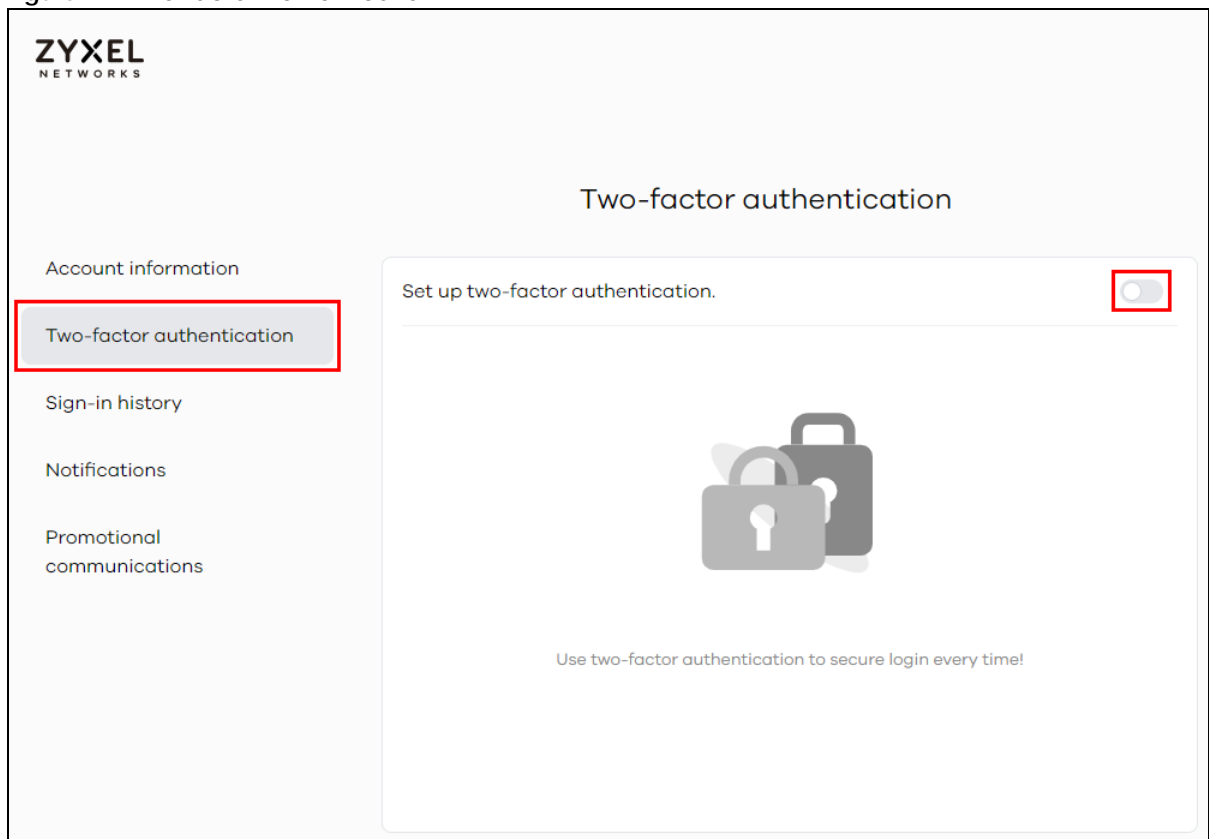 ZYXEL
NETWORKS
Two-factor authentication
Account information
Set up two-factor authentication.
Two-factor authentication
Sign-in history
Notifications
Promotional
communications
Use two-factor authentication to secure login every time!